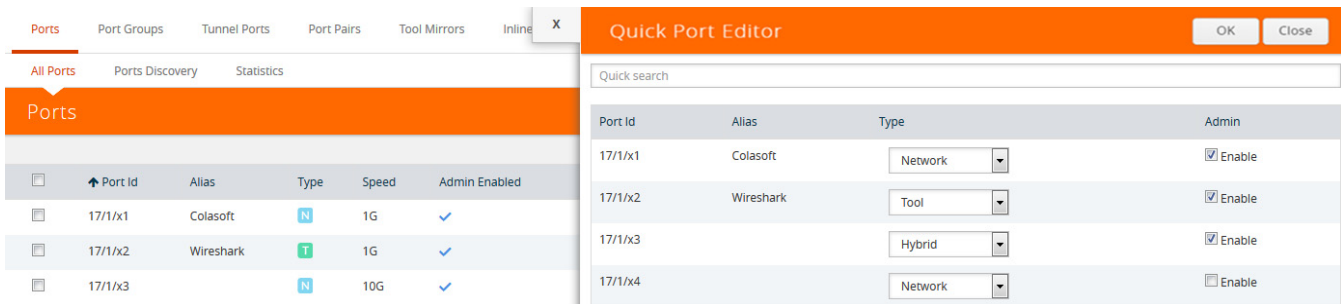 Ports Port Groups Tunnel Ports Port Pairs Tool Mirrors Inline
All Ports Ports Discovery Statistics
Ports
Port Id Alias Type Speed Admin Enabled
17/1/x1 Colasoft N 1G
17/1/x2 Wireshark T 1G
17/1/x3 N 10G
X
Quick Port Editor OK Close
Quick search
Port Id Alias Type Admin
17/1/x1 Colasoft Network Enable
17/1/x2 Wireshark Tool Enable
17/1/x3 Hybrid Enable
17/1/x4 Network Enable